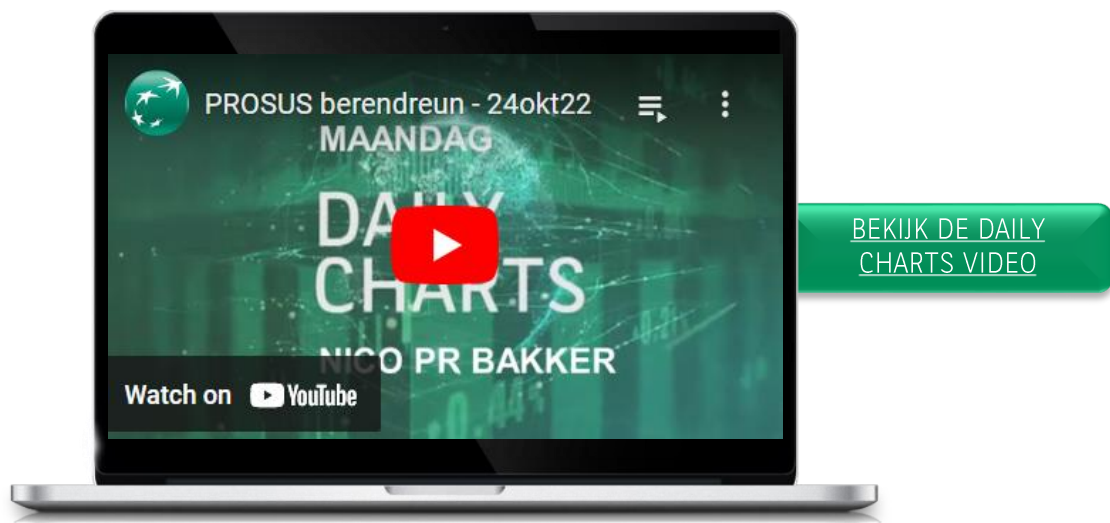 PROSUS berendreun - 24okt22
MAANDAG
DAILY
CHARTS
NICO PR BAKKER
Watch on YouTube
BEKIJK DE DAILY
CHARTS VIDEO